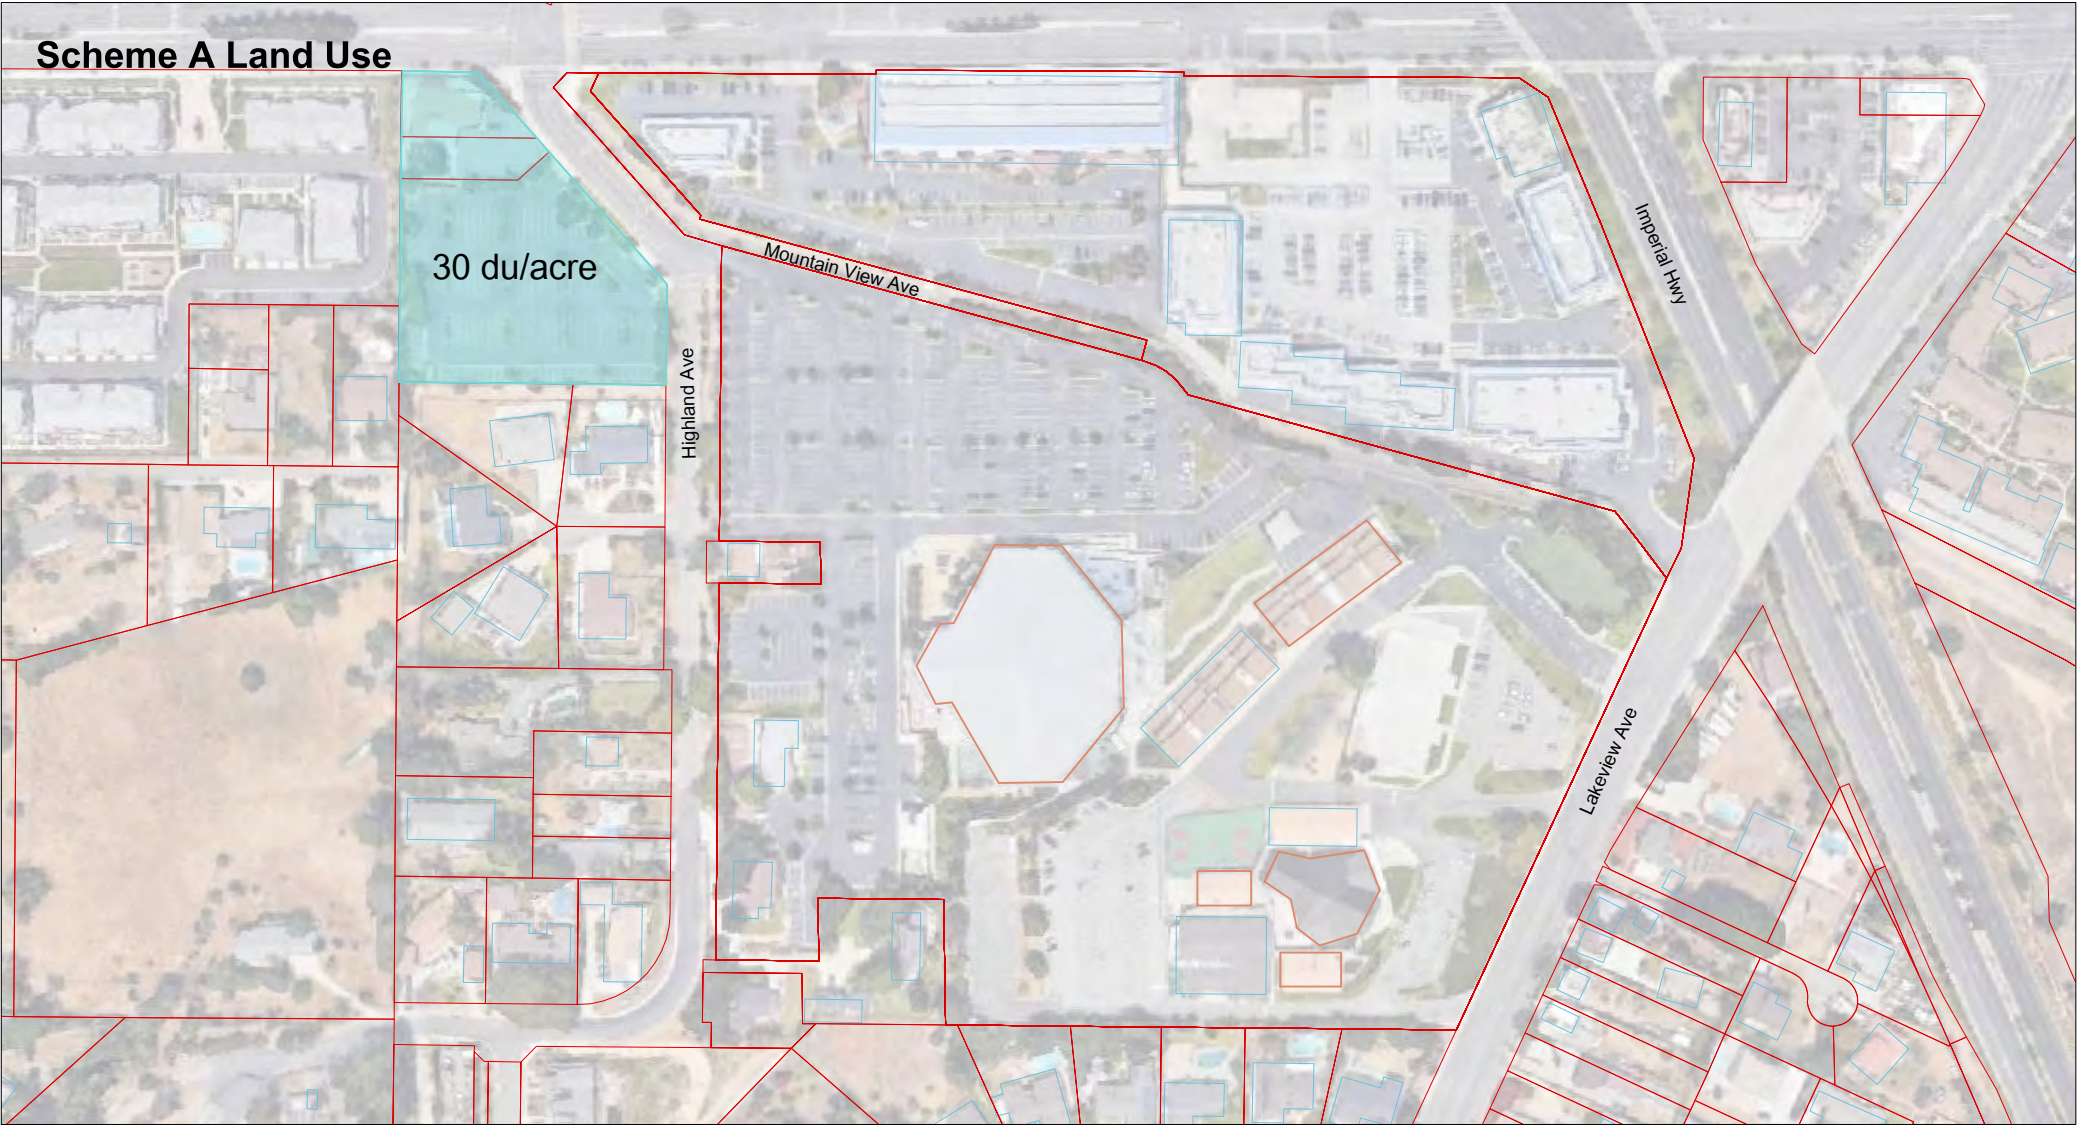 Scheme A Land Use
30 du/acre
Mountain View Ave
Imperial Hwy
Highland Ave
Lakeview Ave